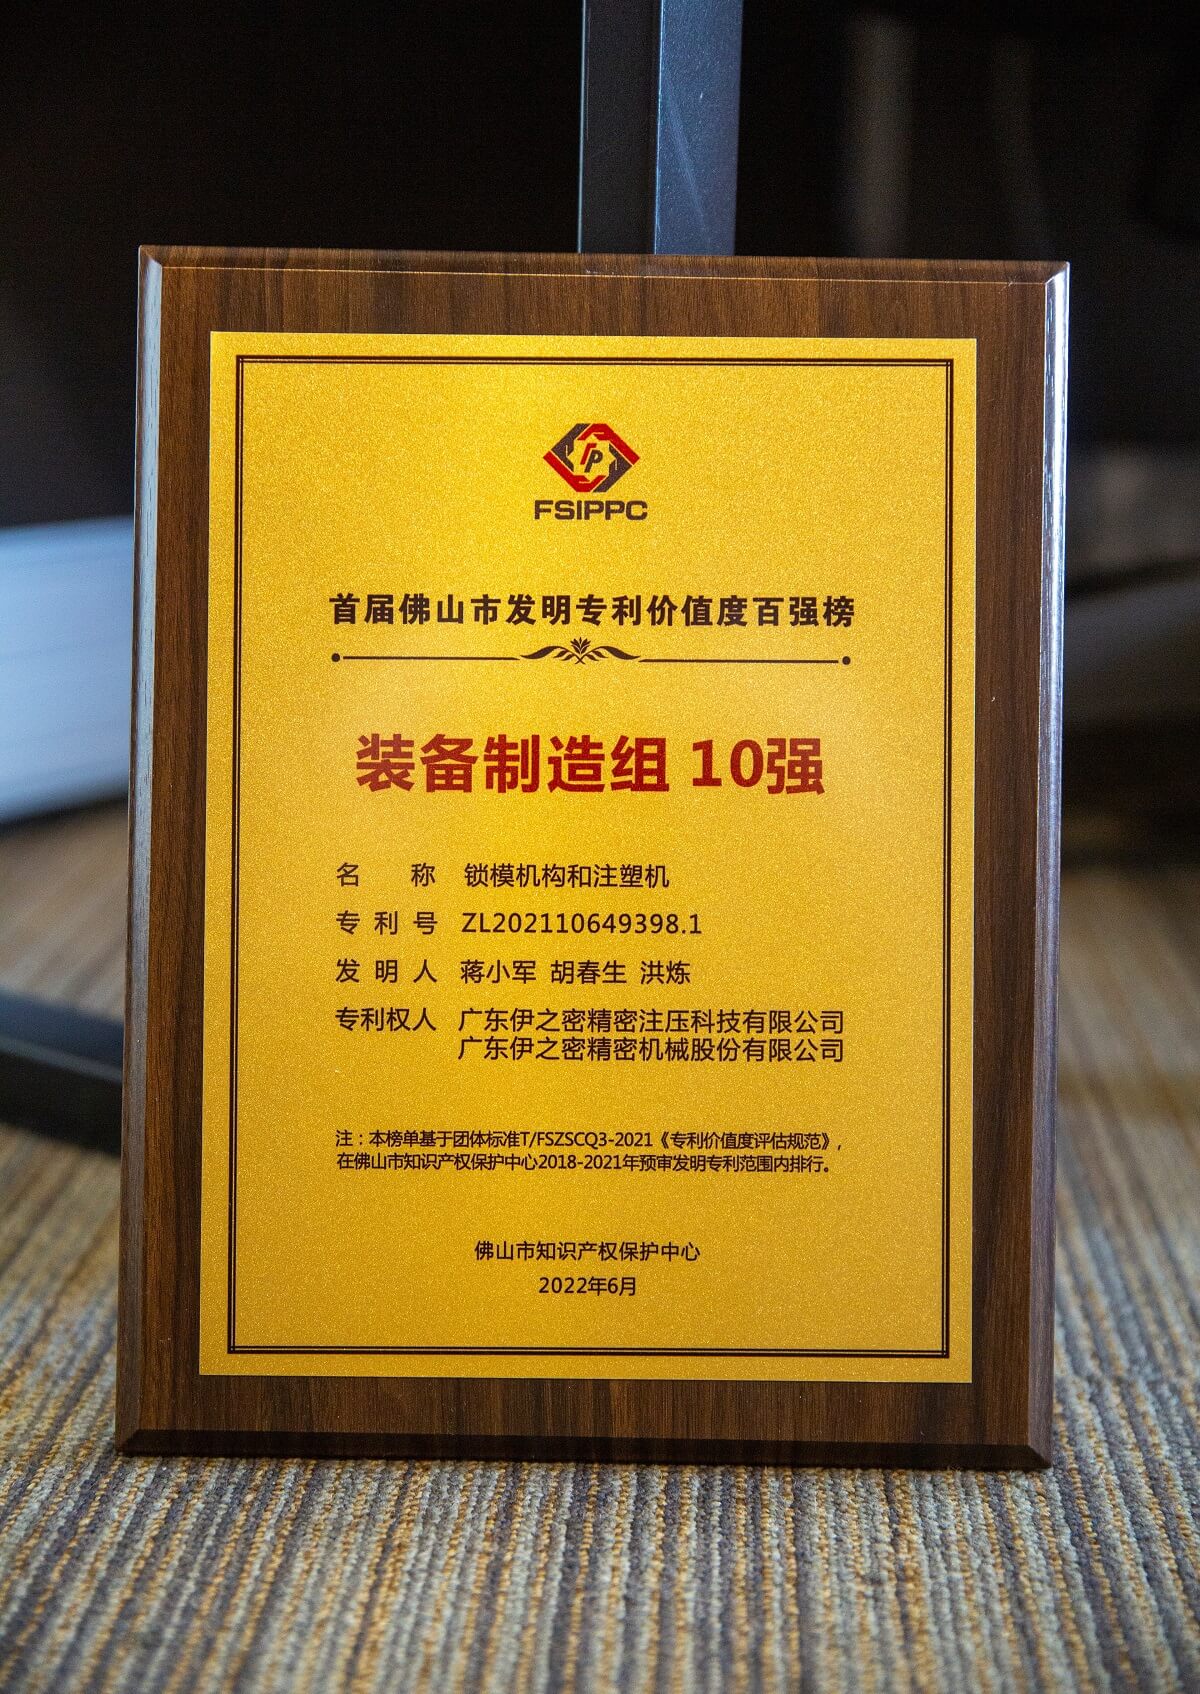 FP
FSIPPC
首届佛山市发明专利价值度百强榜
装备制造组 10强
名 称 锁模机构和注塑机
专 利 号 ZL202110649398.1
发 明 人 蒋小军 胡春生 洪炼
专利权人 广东伊之密精密注压科技有限公司
广东伊之密精密机械股份有限公司
注：本榜单基于团体标准T/FSZSCQ3-2021《专利价值度评估规范》，
在佛山市知识产权保护中心2018-2021年预审发明专利范围内排行。
佛山市知识产权保护中心
2022年6月